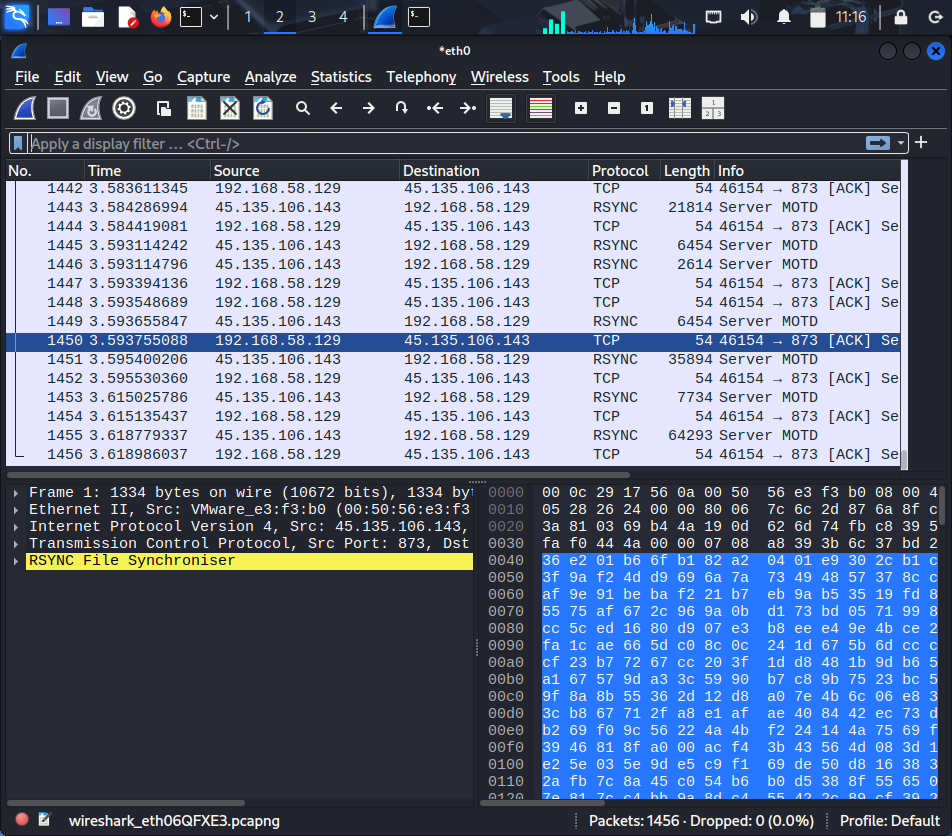 1 2 3 4 11:16
*eth0
File Edit View Go Capture Analyze Statistics Telephony Wireless Tools Help
Apply a display filter … <Ctrl-/>
No. Time Source Destination Protocol Length Info
1442 3.583611345 192.168.58.129 45.135.106.143 TCP 54 46154 → 873 [ACK] Se
1443 3.584286994 45.135.106.143 192.168.58.129 RSYNC 21814 Server MOTD
1444 3.584419081 192.168.58.129 45.135.106.143 TCP 54 46154 → 873 [ACK] Se
1445 3.593114242 45.135.106.143 192.168.58.129 RSYNC 6454 Server MOTD
1446 3.593114796 45.135.106.143 192.168.58.129 RSYNC 2614 Server MOTD
1447 3.593394136 192.168.58.129 45.135.106.143 TCP 54 46154 → 873 [ACK] Se
1448 3.593548689 192.168.58.129 45.135.106.143 TCP 54 46154 → 873 [ACK] Se
1449 3.593655847 45.135.106.143 192.168.58.129 RSYNC 6454 Server MOTD
1450 3.593755088 192.168.58.129 45.135.106.143 TCP 54 46154 → 873 [ACK] Se
1451 3.595400206 45.135.106.143 192.168.58.129 RSYNC 35894 Server MOTD
1452 3.595530360 192.168.58.129 45.135.106.143 TCP 54 46154 → 873 [ACK] Se
1453 3.615025786 45.135.106.143 192.168.58.129 RSYNC 7734 Server MOTD
1454 3.615135437 192.168.58.129 45.135.106.143 TCP 54 46154 → 873 [ACK] Se
1455 3.618779337 45.135.106.143 192.168.58.129 RSYNC 64293 Server MOTD
1456 3.618986037 192.168.58.129 45.135.106.143 TCP 54 46154 → 873 [ACK] Se
Frame 1: 1334 bytes on wire (10672 bits), 1334 by
Ethernet II, Src: VMware_e3:f3:b0 (00:50:56:e3:f3
Internet Protocol Version 4, Src: 45.135.106.143,
Transmission Control Protocol, Src Port: 873, Dst
RSYNC File Synchroniser
0000 00 0c 29 17 56 0a 00 50 56 e3 f3 b0 08 00 4
0010 05 28 26 24 00 00 80 06 7c 6c 2d 87 6a 8f c
0020 3a 81 03 69 b4 4a 19 0d 62 6d 74 fb c8 39 5
0030 fa f0 44 4a 00 00 07 08 a8 39 3b 6c 37 bd 2
0040 36 e2 01 b6 6f b1 82 a2 04 01 e9 30 2c b1 c
0050 3f 9a f2 4d d9 69 6a 7a 73 49 48 57 37 8c c
0060 af 9e 91 be ba f2 21 b7 eb 9a b5 35 19 fd 8
0070 55 75 af 67 2c 96 9a 0b d1 73 bd 05 71 99 8
0080 cc 5c ed 16 80 d9 07 e3 b8 ee e4 9e 4b ce 2
0090 fa 1c ae 66 5d c0 8c 0c 24 1d 67 5b 6d cc c
00a0 cf 23 b7 72 67 cc 20 3f 1d d8 48 1b 9d b6 5
00b0 a1 67 57 9d a3 3c 59 90 b7 c8 9b 75 23 bc 5
00c0 9f 8a 8b 55 36 2d 12 d8 a0 7e 4b 6c 06 e8 3
00d0 3c b8 67 71 2f a8 e1 af ae 40 84 42 ec 73 d
00e0 b2 69 f0 9c 56 22 4a 4b f2 24 14 4a 75 69 f
00f0 39 46 81 8f a0 00 ac f4 3b 43 56 4d 08 3d 1
0100 e2 5e 03 5e 9d e5 c9 f1 69 de 50 d8 16 38 3
0110 2a fb 7c 8a 45 c0 54 b6 b0 d5 38 8f 55 65 0
0120 7e 81 7c c4 bb 9a 8d c4 55 42 2c 89 cf 39 2
wireshark_eth06QFXE3.pcapng Packets: 1456 · Dropped: 0 (0.0%) Profile: Default